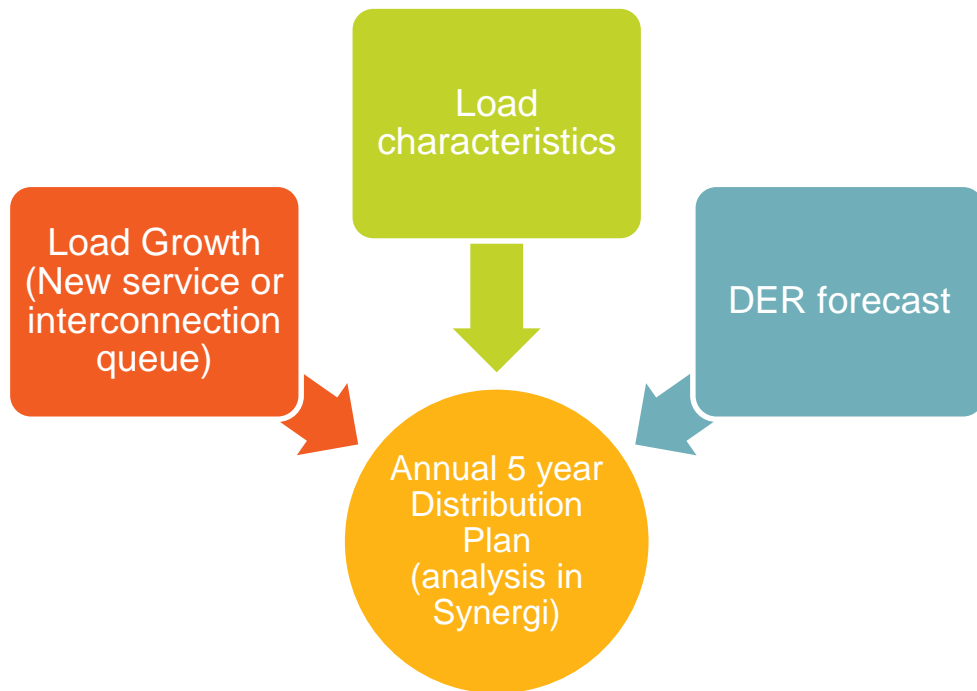 Load
characteristics
Load Growth
(New service or
interconnection
queue)
DER forecast
Annual 5 year
Distribution
Plan
(analysis in
Synergi)